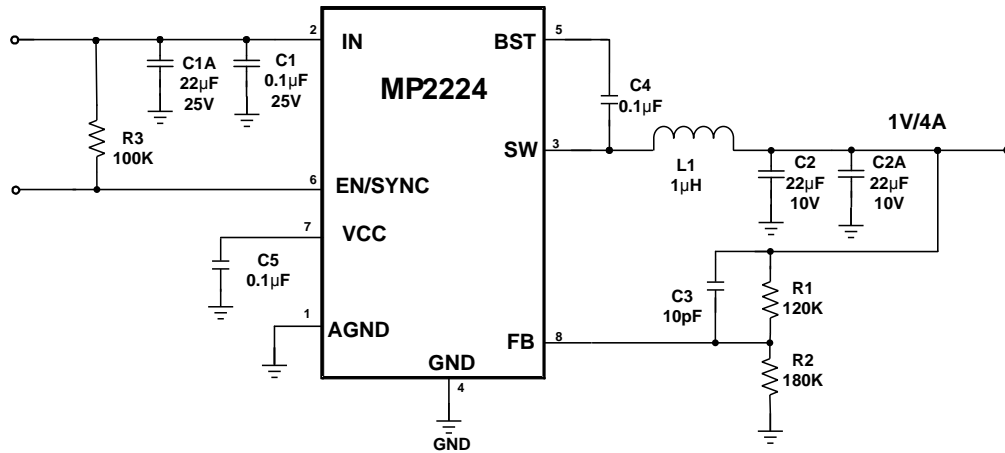 2
IN
C1A
22µF
25V
C1
0.1µF
25V
R3
100K
6
EN/SYNC
7
VCC
C5
0.1µF
1
AGND
MP2224
BST
5
C4
0.1µF
SW
3
L1
1µH
1V/4A
C2
22µF
10V
C2A
22µF
10V
C3
10pF
R1
120K
FB
8
R2
180K
GND
4
GND